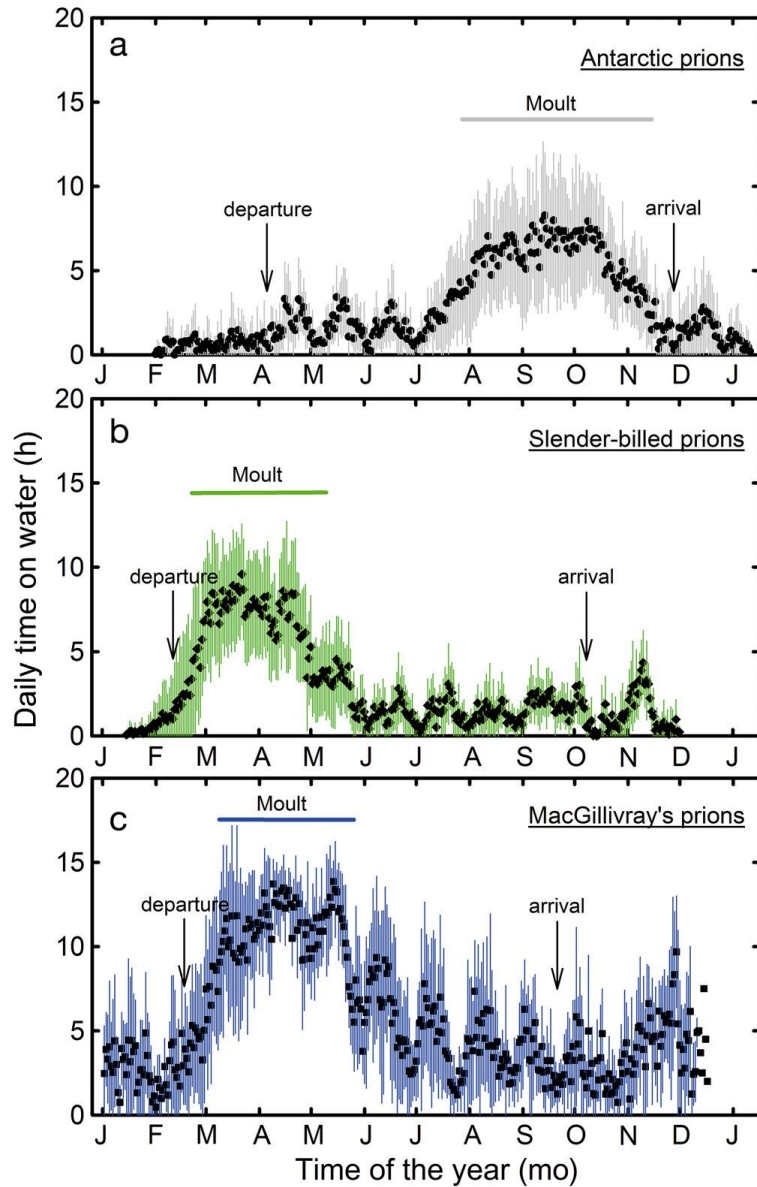 a
Antarctic prions
Moult
departure
arrival
20
15
10
5
0
J F M A M J J A S O N D J
b
Slender-billed prions
Moult
departure
arrival
20
15
10
5
0
J F M A M J J A S O N D J
c
MacGillivray's prions
Moult
departure
arrival
20
15
10
5
0
J F M A M J J A S O N D J
Daily time on water (h)
Time of the year (mo)